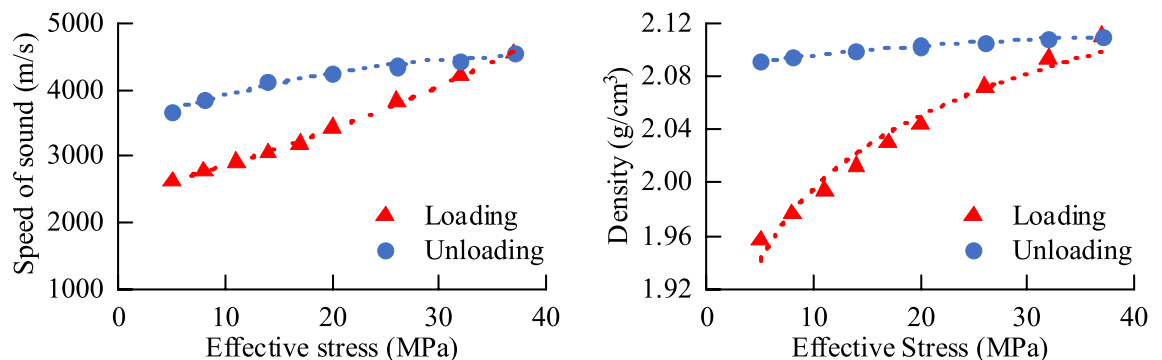 Speed of sound (m/s)
5000
4000
3000
2000
1000
0
10
20
30
40
Effective stress (MPa)
Loading
Unloading
Density (g/cm³)
2.12
2.08
2.04
2.00
1.96
1.92
0
10
20
30
40
Effective Stress (MPa)
Loading
Unloading